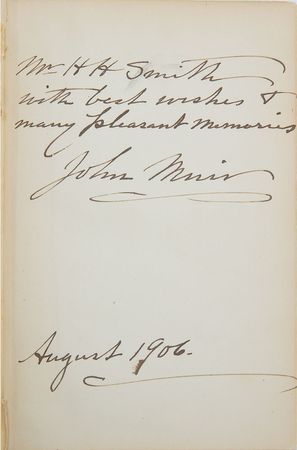 Mr H H Smith
with best wishes &
many pleasant memories
John Muir
August 1906.